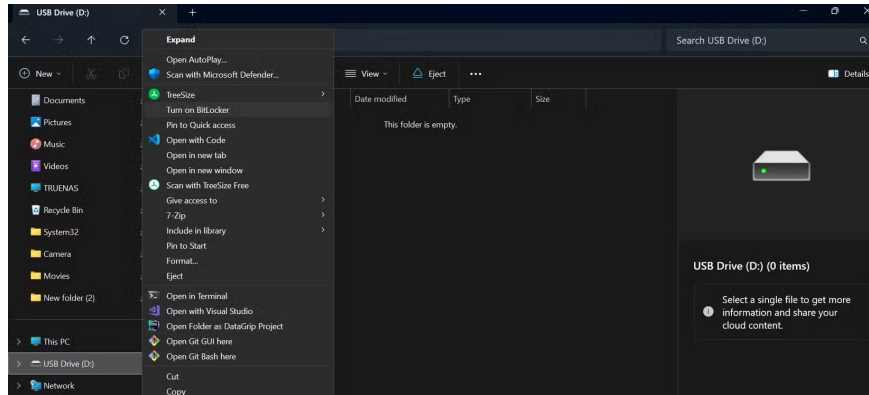 USB Drive (D:)
Search USB Drive (D:)
New
View
Eject
Details
Documents
Pictures
Music
Videos
TRUENAS
Recycle Bin
System32
Camera
Movies
New folder (2)
This PC
USB Drive (D:)
Network
Expand
Open AutoPlay...
Scan with Microsoft Defender...
TreeSize
Turn on BitLocker
Pin to Quick access
Open with Code
Open in new tab
Open in new window
Scan with TreeSize Free
Give access to
7-Zip
Include in library
Pin to Start
Format...
Eject
Open in Terminal
Open with Visual Studio
Open Folder as DataGrip Project
Open Git GUI here
Open Git Bash here
Cut
Copy
Date modified Type Size
This folder is empty.
USB Drive (D:) (0 items)
Select a single file to get more
information and share your
cloud content.